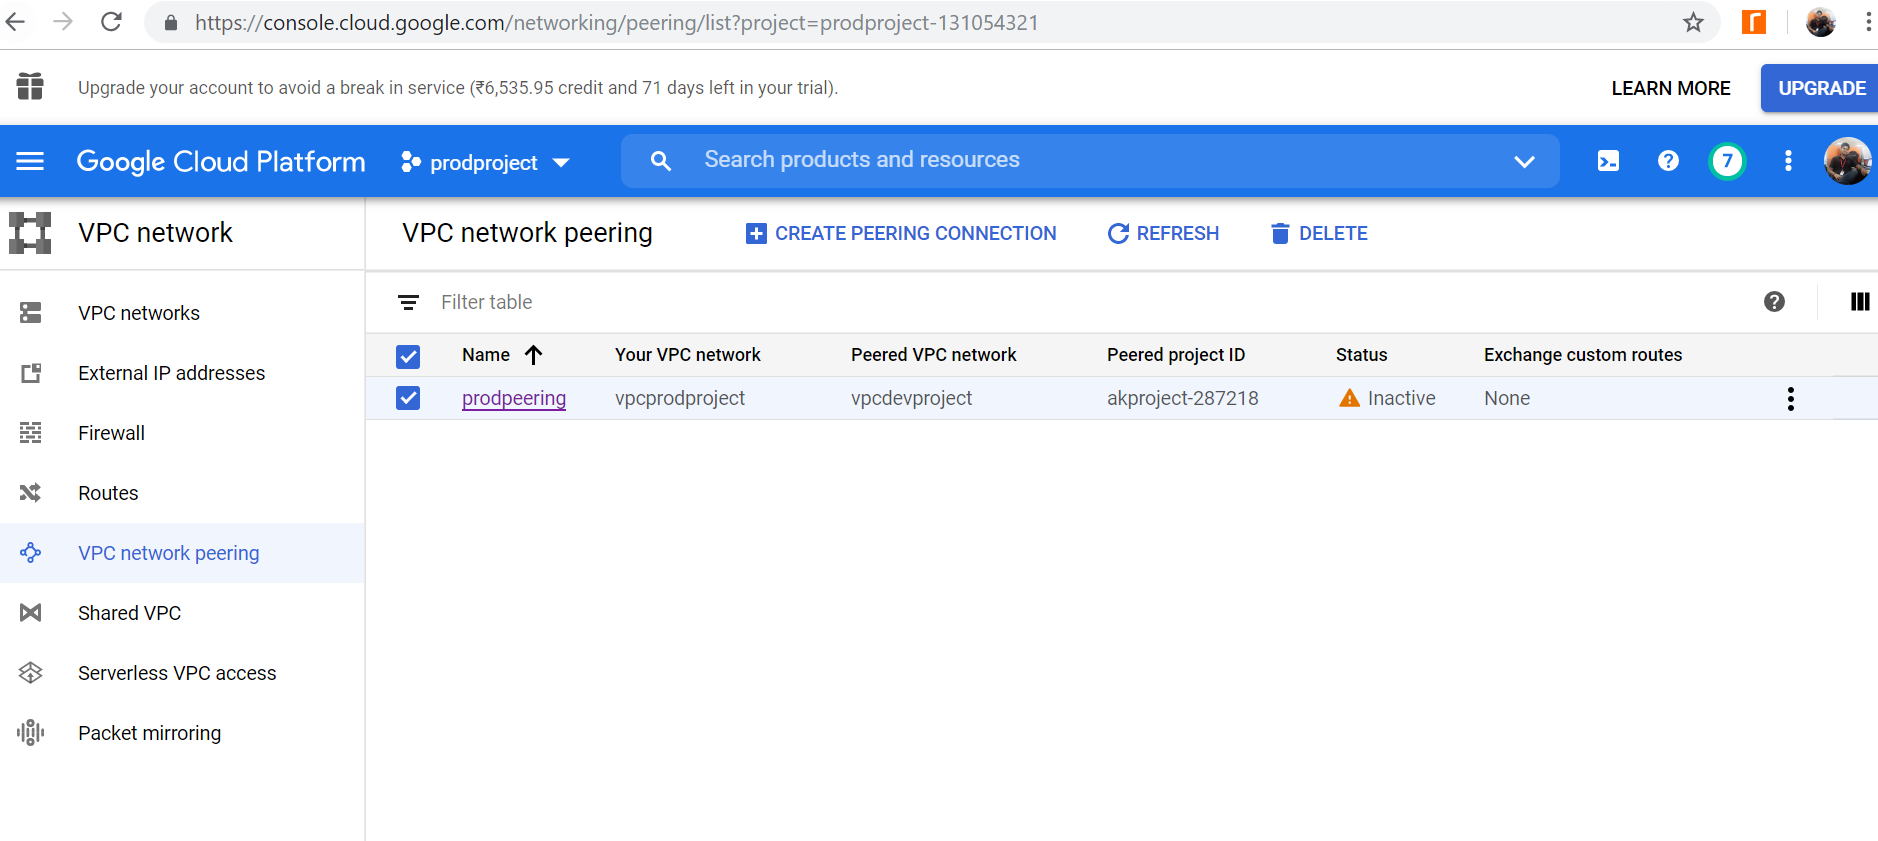 https://console.cloud.google.com/networking/peering/list?project=prodproject-131054321
Upgrade your account to avoid a break in service (₹6,535.95 credit and 71 days left in your trial).
LEARN MORE
UPGRADE
Google Cloud Platform
prodproject
Search products and resources
7
VPC network
VPC network peering
CREATE PEERING CONNECTION
REFRESH
DELETE
VPC networks
External IP addresses
Firewall
Routes
VPC network peering
Shared VPC
Serverless VPC access
Packet mirroring
Filter table
Name Your VPC network Peered VPC network Peered project ID Status Exchange custom routes
prodpeering vpcprodproject vpcdevproject akproject-287218 Inactive None